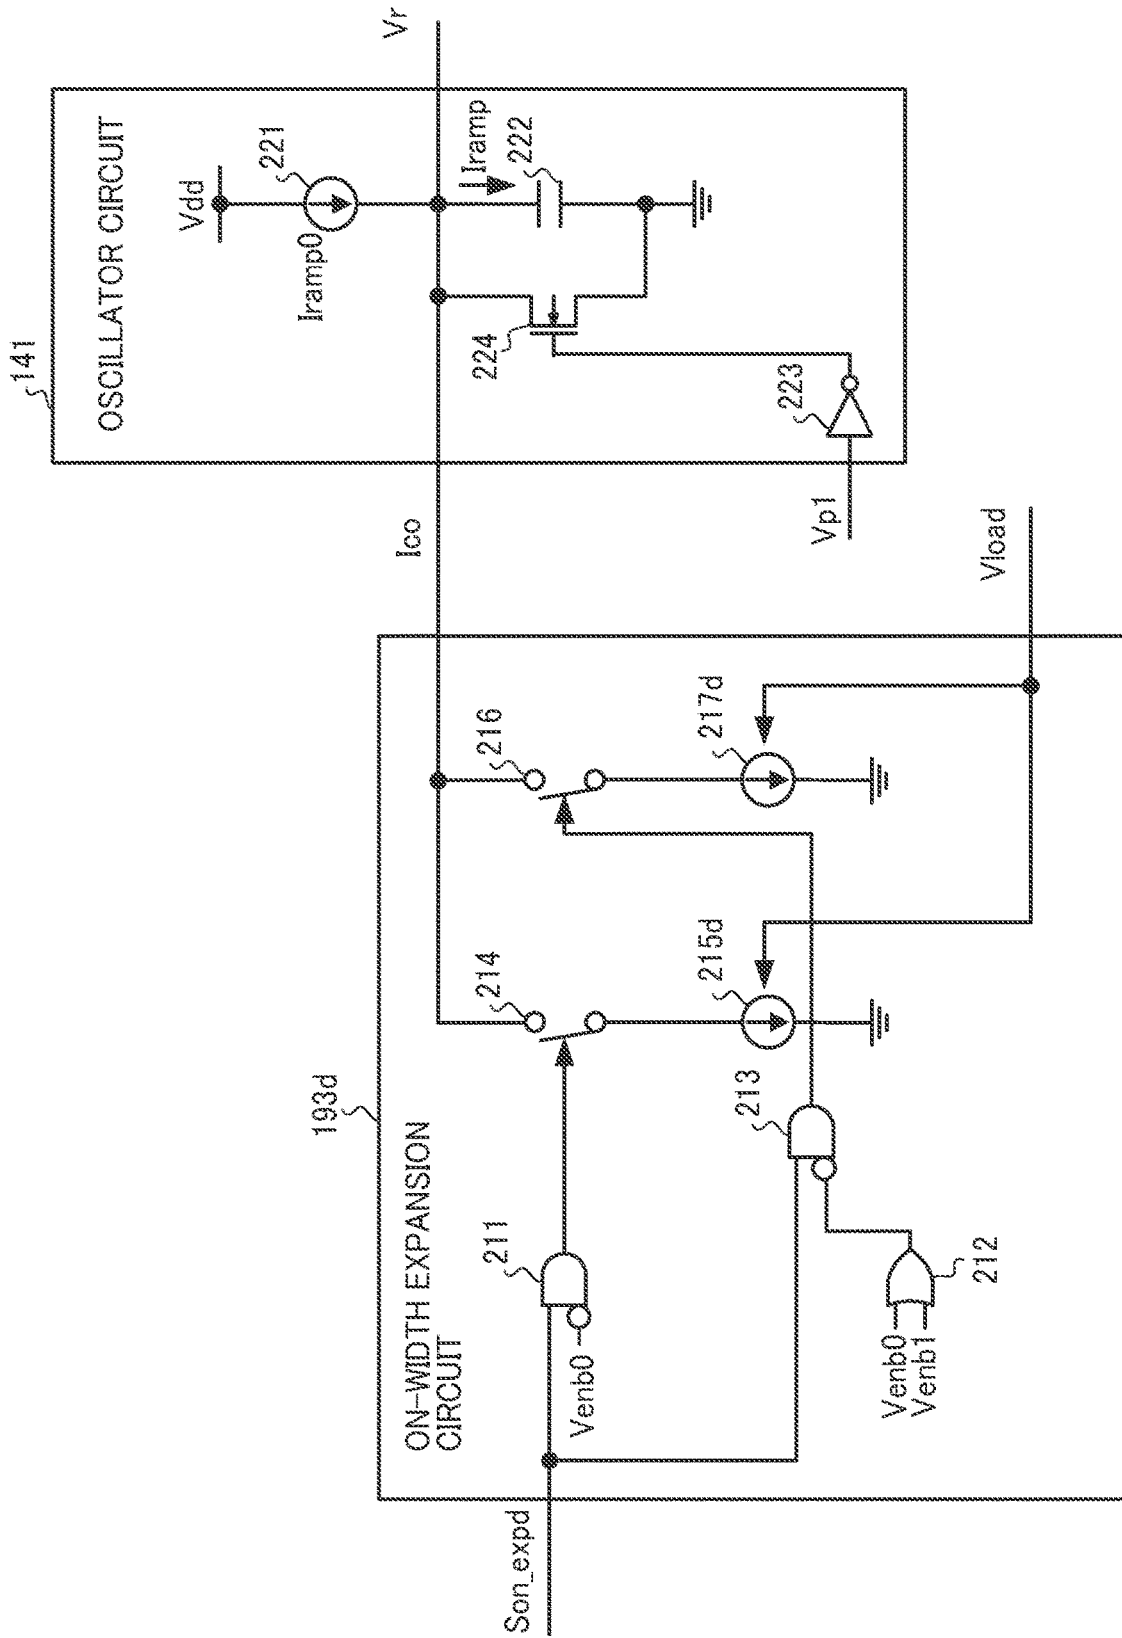 141
OSCILLATOR CIRCUIT
Vdd
221
Iramp0
Vr
Iramp
222
224
223
Vp1
Ico
193d
ON-WIDTH EXPANSION
CIRCUIT
Son_expd
211
Venb0
214
216
215d
217d
213
Venb0
Venb1
212
Vload